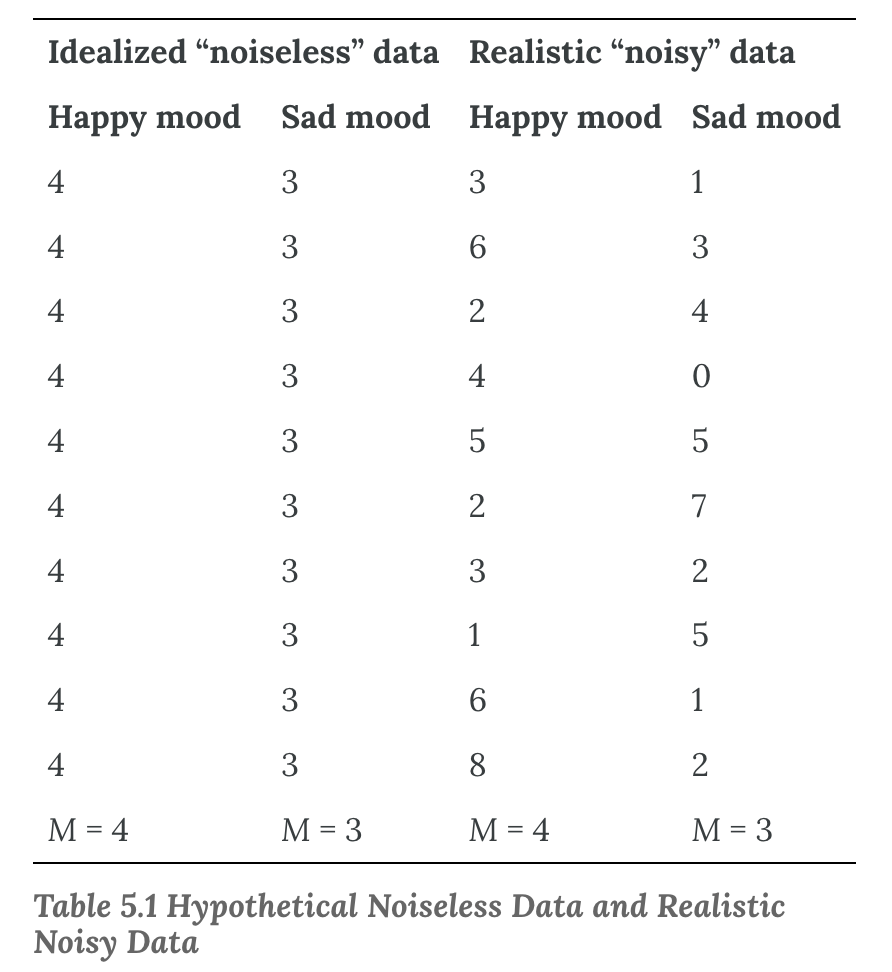 Idealized “noiseless” data Realistic “noisy” data
Happy mood Sad mood Happy mood Sad mood
4 3 3 1
4 3 6 3
4 3 2 4
4 3 4 0
4 3 5 5
4 3 2 7
4 3 3 2
4 3 1 5
4 3 6 1
4 3 8 2
M = 4 M = 3 M = 4 M = 3
Table 5.1 Hypothetical Noiseless Data and Realistic
Noisy Data